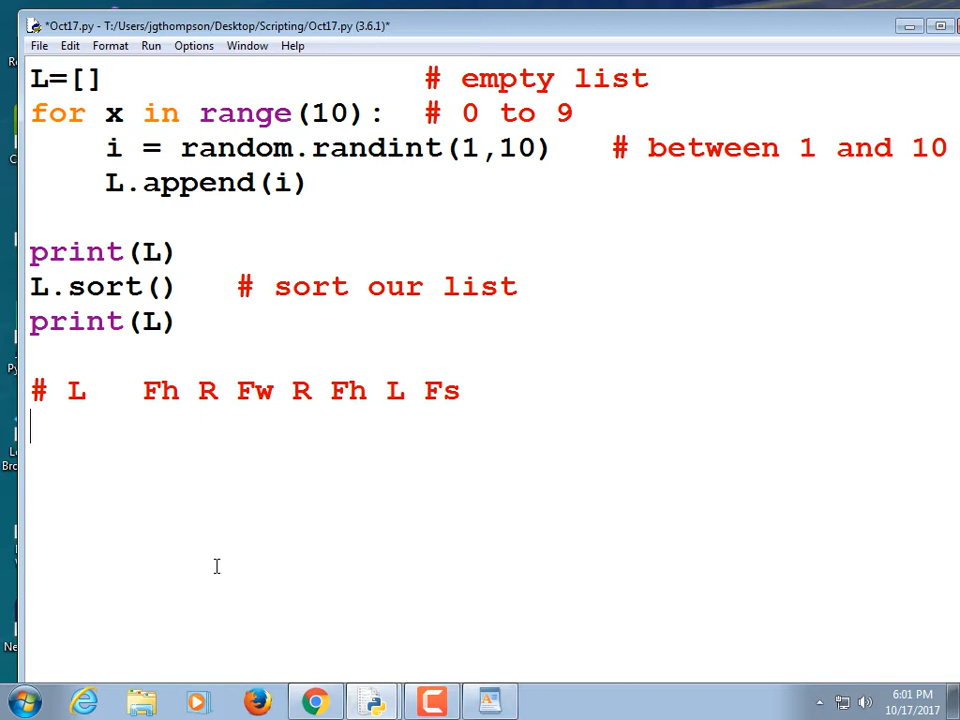 *Oct17.py - T:/Users/jgthompson/Desktop/Scripting/Oct17.py (3.6.1)*
File Edit Format Run Options Window Help
L=[] # empty list
for x in range(10): # 0 to 9
i = random.randint(1,10) # between 1 and 10
L.append(i)
print(L)
L.sort() # sort our list
print(L)
# L Fh R Fw R Fh L Fs
6:01 PM
10/17/2017